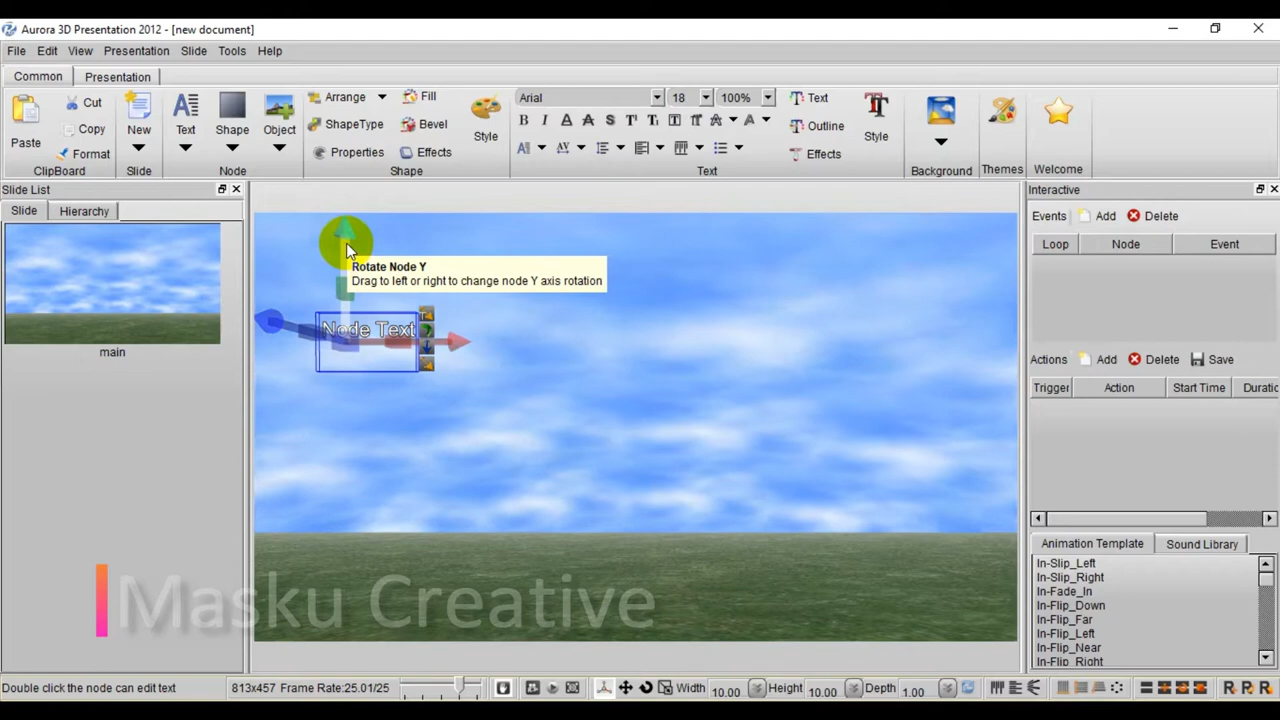 Aurora 3D Presentation 2012 - [new document]
File Edit View Presentation Slide Tools Help
Common Presentation
Paste Cut Copy Format ClipBoard
New Slide
Text Shape Object Node
Arrange Fill
ShapeType Bevel
Properties Effects
Style
Shape
Arial 18 100%
Text
Outline
Effects
Style
Text
Background
Themes
Welcome
Slide List
Slide Hierarchy
main
Rotate Node Y
Drag to left or right to change node Y axis rotation
Node Text
Masku Creative
Interactive
Events Add Delete
Loop Node Event
Actions Add Delete Save
Trigger Action Start Time Duratic
Animation Template Sound Library
In-Slip_Left
In-Slip_Right
In-Fade_In
In-Flip_Down
In-Flip_Far
In-Flip_Left
In-Flip_Near
In-Flip_Right
Double click the node can edit text 813x457 Frame Rate:25.01/25 Width 10.00 Height 10.00 Depth 1.00